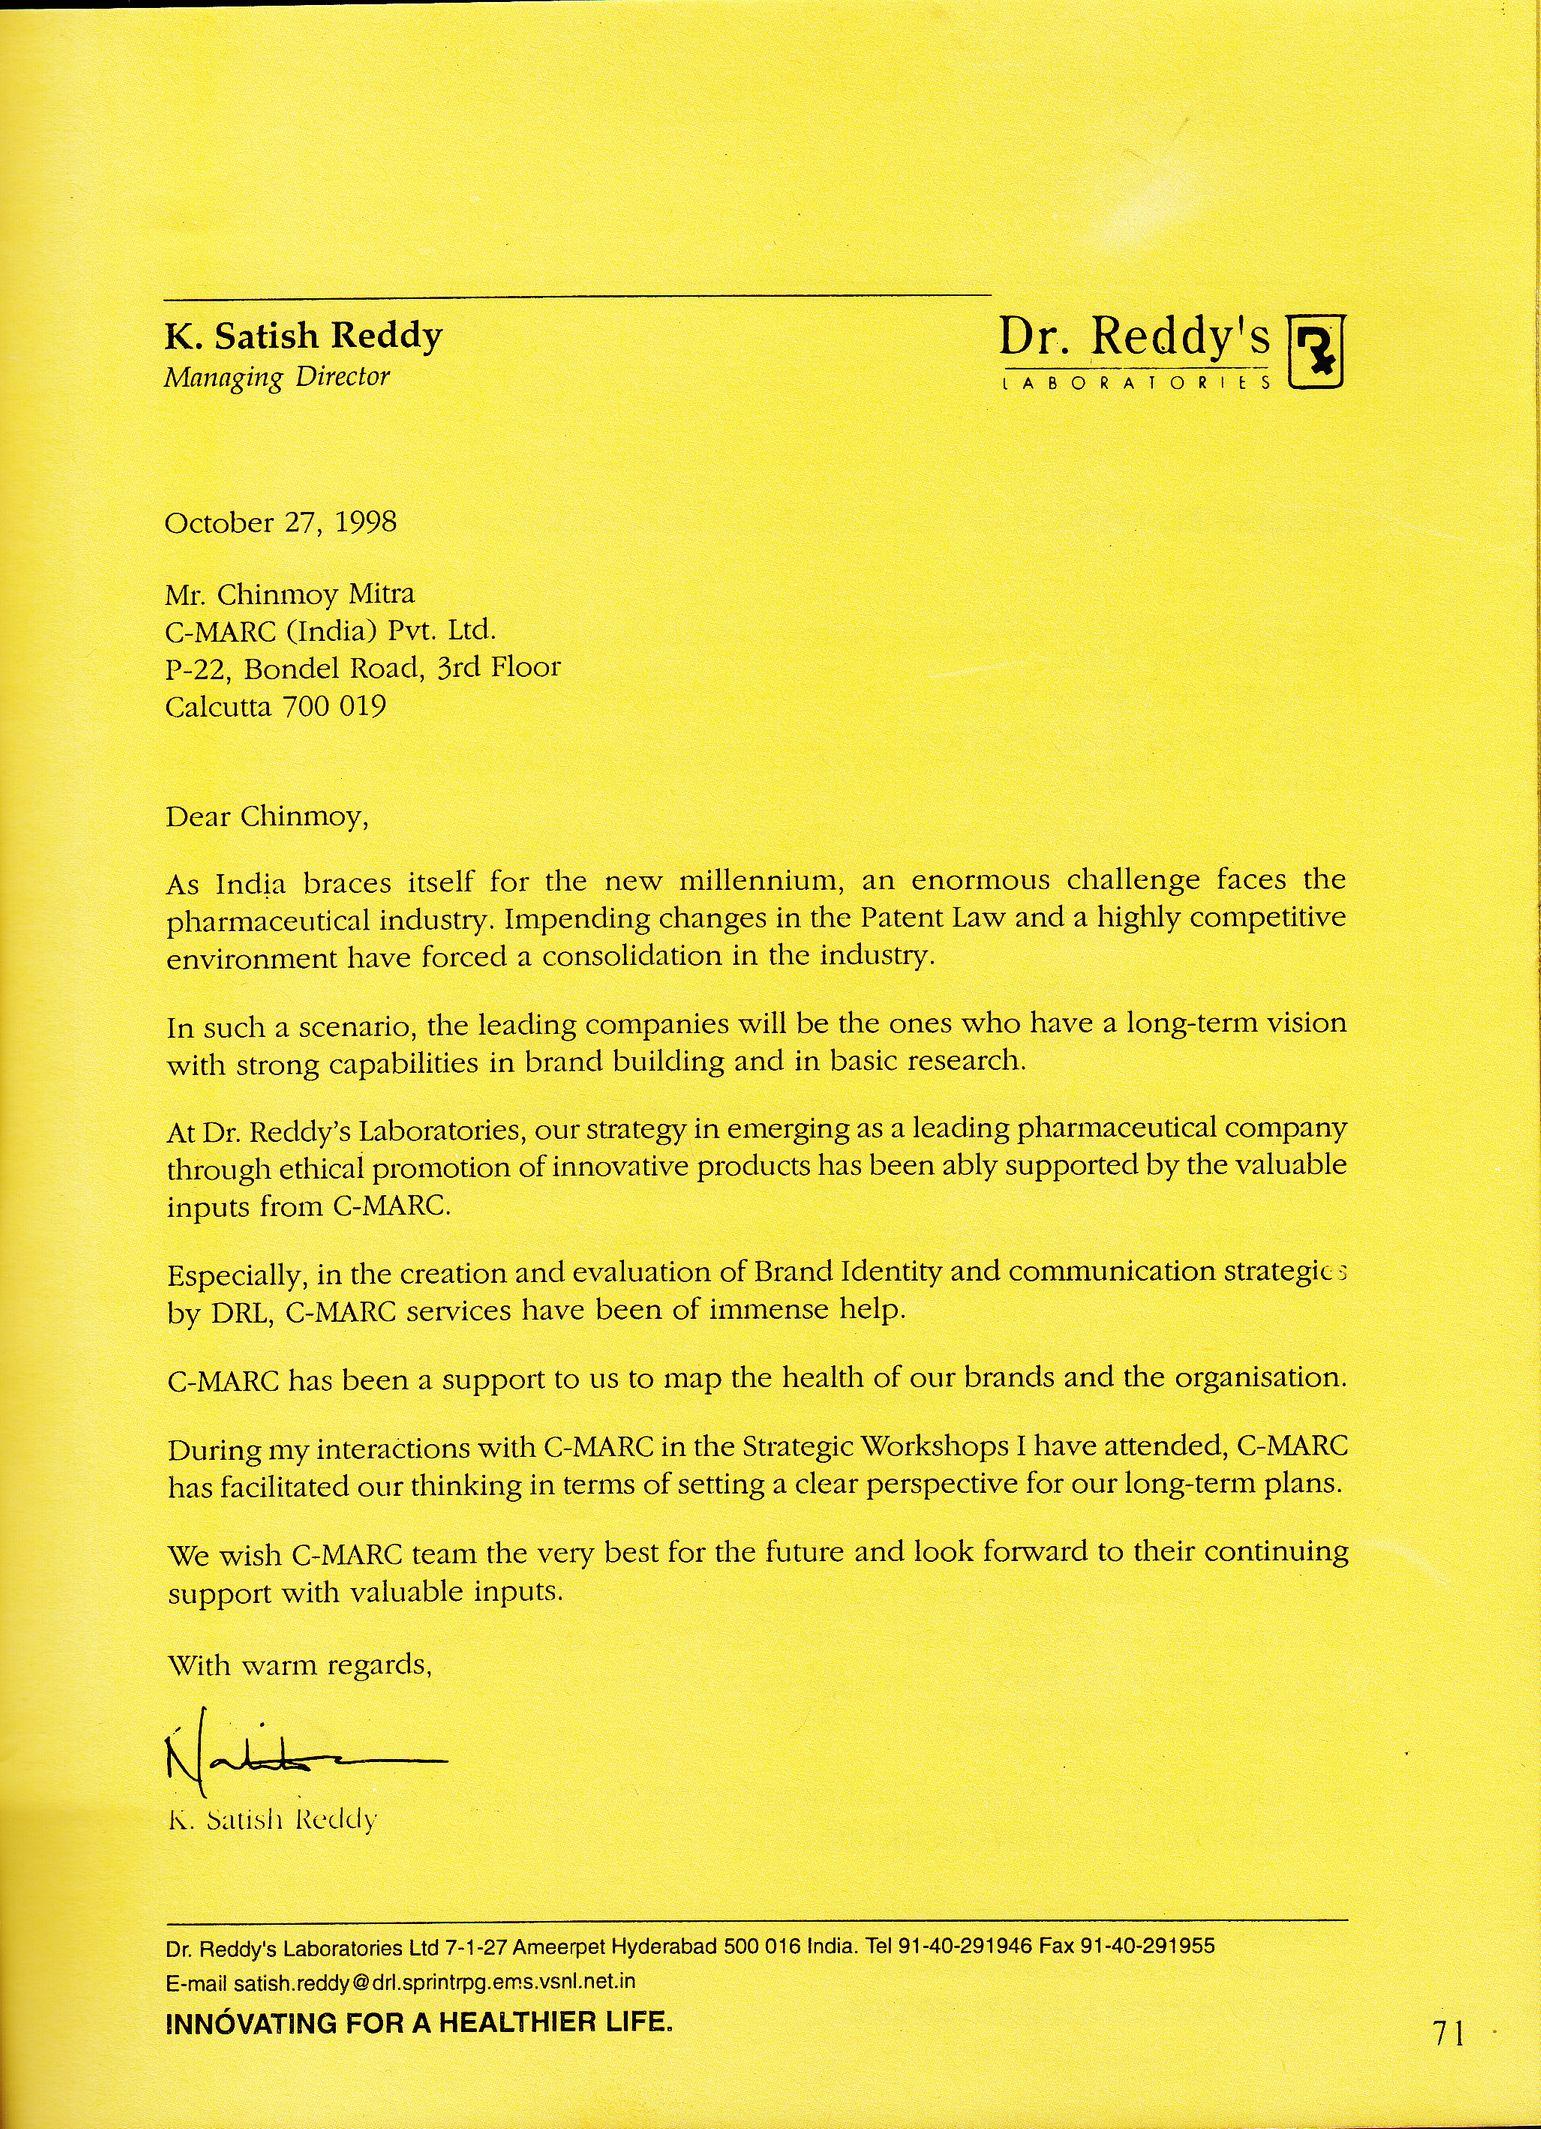 K. Satish Reddy
Managing Director
Dr. Reddy's
LABORATORIES
October 27, 1998
Mr. Chinmoy Mitra
C-MARC (India) Pvt. Ltd.
P-22, Bondel Road, 3rd Floor
Calcutta 700 019
Dear Chinmoy,
As India braces itself for the new millennium, an enormous challenge faces the
pharmaceutical industry. Impending changes in the Patent Law and a highly competitive
environment have forced a consolidation in the industry.
In such a scenario, the leading companies will be the ones who have a long-term vision
with strong capabilities in brand building and in basic research.
At Dr. Reddy's Laboratories, our strategy in emerging as a leading pharmaceutical company
through ethical promotion of innovative products has been ably supported by the valuable
inputs from C-MARC.
Especially, in the creation and evaluation of Brand Identity and communication strategies
by DRL, C-MARC services have been of immense help.
C-MARC has been a support to us to map the health of our brands and the organisation.
During my interactions with C-MARC in the Strategic Workshops I have attended, C-MARC
has facilitated our thinking in terms of setting a clear perspective for our long-term plans.
We wish C-MARC team the very best for the future and look forward to their continuing
support with valuable inputs.
With warm regards,
K. Satish Reddy
Dr. Reddy's Laboratories Ltd 7-1-27 Ameerpet Hyderabad 500 016 India. Tel 91-40-291946 Fax 91-40-291955
E-mail satish.reddy@drl.sprintrpg.ems.vsnl.net.in
INNOVATING FOR A HEALTHIER LIFE.
71